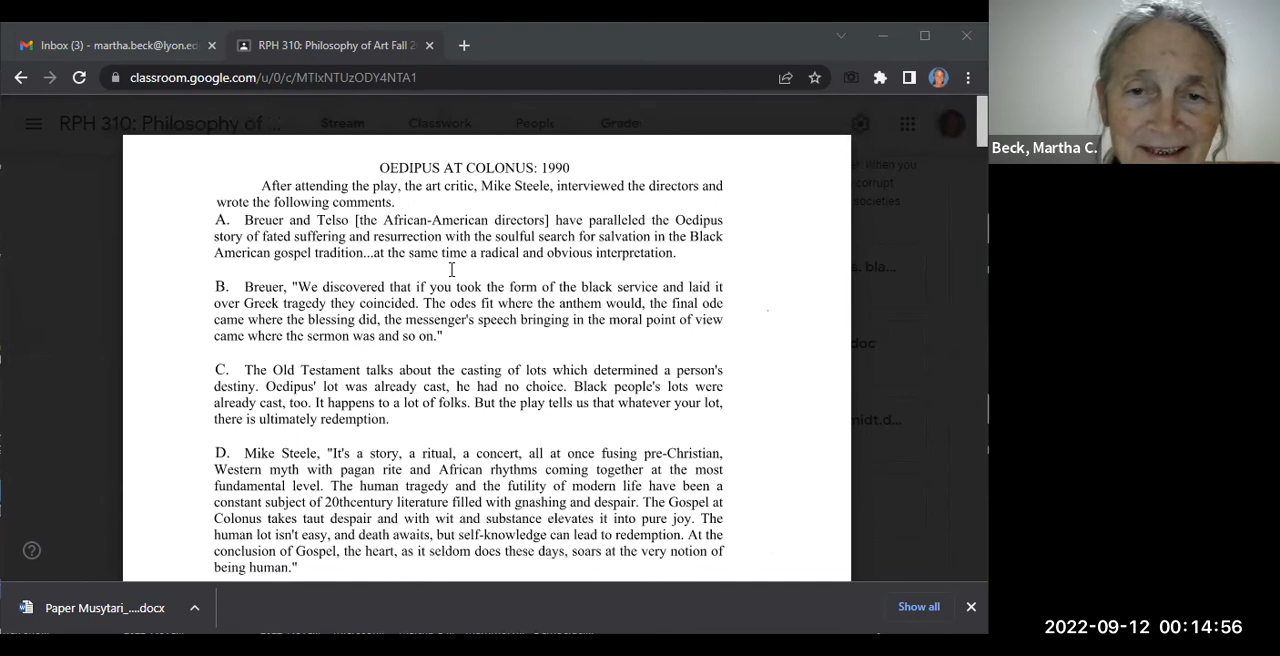 Inbox (3) - martha.beck@lyon.ed
RPH 310: Philosophy of Art Fall 2
classroom.google.com/u/0/c/MTIxNTUzODY4NTA1
RPH 310: Philosophy of ...
Stream
Classwork
People
Grade
When you
corrupt
societies
Beck, Martha C.
OEDIPUS AT COLONUS: 1990
After attending the play, the art critic, Mike Steele, interviewed the directors and
wrote the following comments.
A. Breuer and Telso [the African-American directors] have paralleled the Oedipus
story of fated suffering and resurrection with the soulful search for salvation in the Black
American gospel tradition...at the same time a radical and obvious interpretation.
B. Breuer, "We discovered that if you took the form of the black service and laid it
over Greek tragedy they coincided. The odes fit where the anthem would, the final ode
came where the blessing did, the messenger's speech bringing in the moral point of view
came where the sermon was and so on."
C. The Old Testament talks about the casting of lots which determined a person's
destiny. Oedipus' lot was already cast, he had no choice. Black people's lots were
already cast, too. It happens to a lot of folks. But the play tells us that whatever your lot,
there is ultimately redemption.
D. Mike Steele, "It's a story, a ritual, a concert, all at once fusing pre-Christian,
Western myth with pagan rite and African rhythms coming together at the most
fundamental level. The human tragedy and the futility of modern life have been a
constant subject of 20thcentury literature filled with gnashing and despair. The Gospel at
Colonus takes taut despair and with wit and substance elevates it into pure joy. The
human lot isn't easy, and death awaits, but self-knowledge can lead to redemption. At the
conclusion of Gospel, the heart, as it seldom does these days, soars at the very notion of
being human."
bla...
doc
midt.d...
Paper Musytari_....docx
Show all
2022-09-12 00:14:56